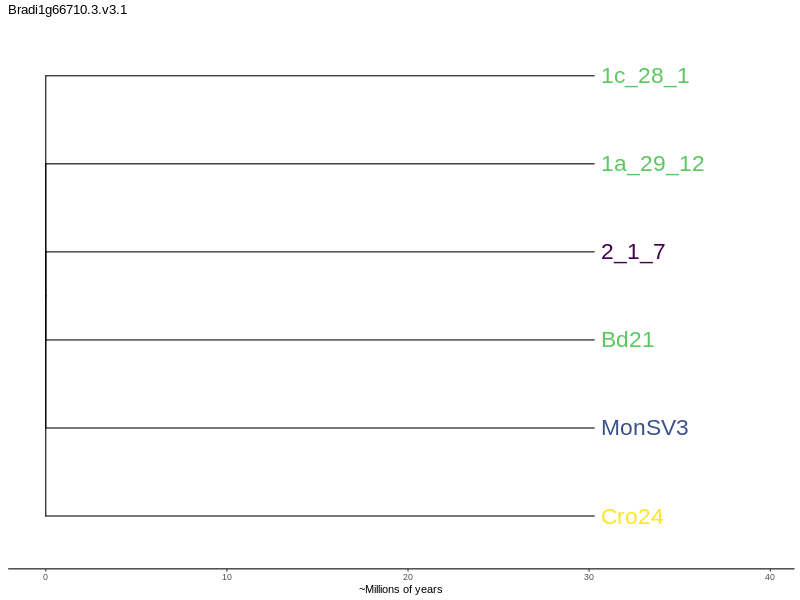 Bradi1g66710.3.v3.1
1c_28_1
1a_29_12
2_1_7
Bd21
MonSV3
Cro24
0 10 20 30 40
~Millions of years